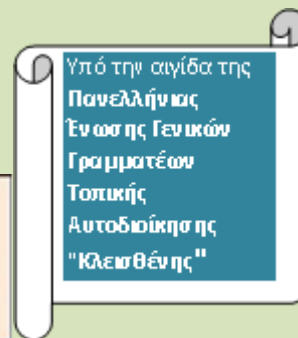 Υπό την αιγίδα της
Πανελλήνιας
Ένωσης Γενικών
Γραμματέων
Τοπικής
Αυτοδιοίκησης
"Κλεισθένης"